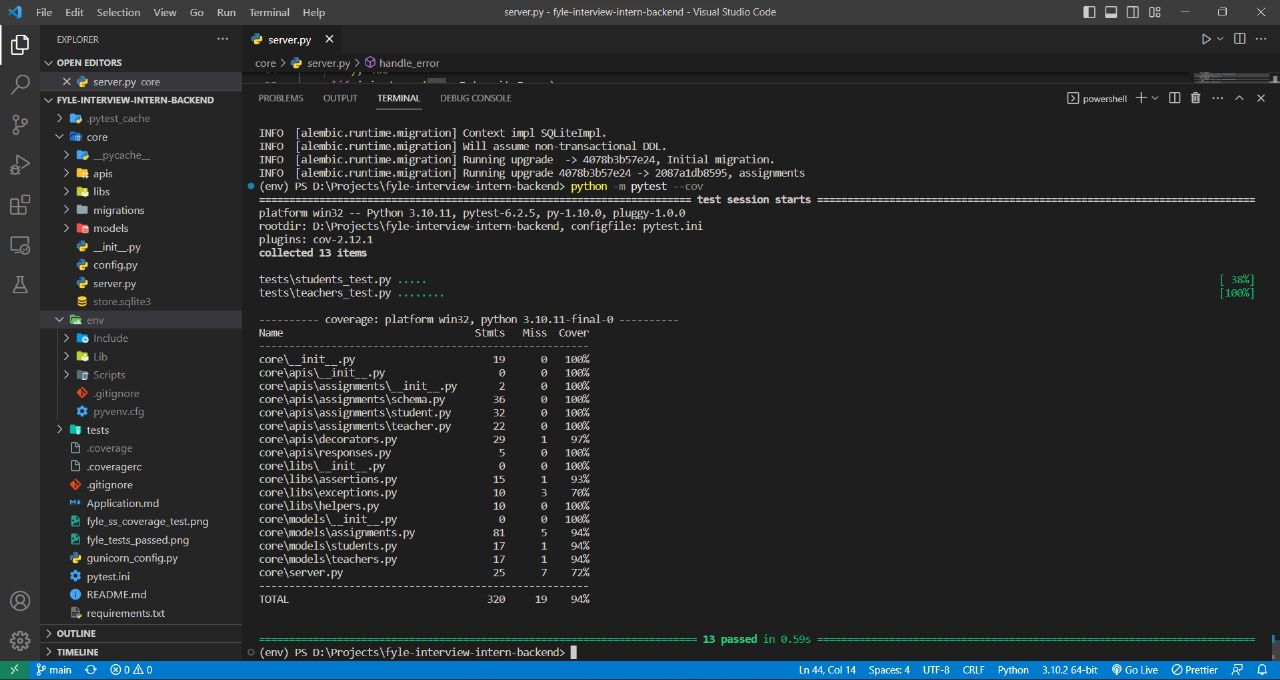 File Edit Selection View Go Run Terminal Help
server.py - fyle-interview-intern-backend - Visual Studio Code
EXPLORER
OPEN EDITORS
server.py core
FYLE-INTERVIEW-INTERN-BACKEND
.pytest_cache
core
__pycache__
apis
libs
migrations
models
__init__.py
config.py
server.py
store.sqlite3
env
Include
Lib
Scripts
.gitignore
pyvenv.cfg
tests
.coverage
.coveragerc
.gitignore
Application.md
fyle_ss_coverage_test.png
fyle_tests_passed.png
gunicorn_config.py
pytest.ini
README.md
requirements.txt
OUTLINE
TIMELINE
server.py
core > server.py > handle_error
PROBLEMS OUTPUT TERMINAL DEBUG CONSOLE
powershell
INFO [alembic.runtime.migration] Context impl SQLiteImpl.
INFO [alembic.runtime.migration] Will assume non-transactional DDL.
INFO [alembic.runtime.migration] Running upgrade -> 4078b3b57e24, Initial migration.
INFO [alembic.runtime.migration] Running upgrade 4078b3b57e24 -> 2087a1db8595, assignments
(env) PS D:\Projects\fyle-interview-intern-backend> python -m pytest --cov
test session starts
platform win32 -- Python 3.10.11, pytest-6.2.5, py-1.10.0, pluggy-1.0.0
rootdir: D:\Projects\fyle-interview-intern-backend, configfile: pytest.ini
plugins: cov-2.12.1
collected 13 items
tests\students_test.py ..... [ 38%]
tests\teachers_test.py ........ [100%]
---------- coverage: platform win32, python 3.10.11-final-0 ----------
Name Stmts Miss Cover
-------------------------------------------------------
core\__init__.py 19 0 100%
core\apis\__init__.py 0 0 100%
core\apis\assignments\__init__.py 2 0 100%
core\apis\assignments\schema.py 36 0 100%
core\apis\assignments\student.py 32 0 100%
core\apis\assignments\teacher.py 22 0 100%
core\apis\decorators.py 29 1 97%
core\apis\responses.py 5 0 100%
core\libs\__init__.py 0 0 100%
core\libs\assertions.py 15 1 93%
core\libs\exceptions.py 10 3 70%
core\libs\helpers.py 10 0 100%
core\models\__init__.py 0 0 100%
core\models\assignments.py 81 5 94%
core\models\students.py 17 1 94%
core\models\teachers.py 17 1 94%
core\server.py 25 7 72%
-------------------------------------------------------
TOTAL 320 19 94%
13 passed in 0.59s
(env) PS D:\Projects\fyle-interview-intern-backend>
main 0 0 Ln 44, Col 14 Spaces: 4 UTF-8 CRLF Python 3.10.2 64-bit Go Live Prettier